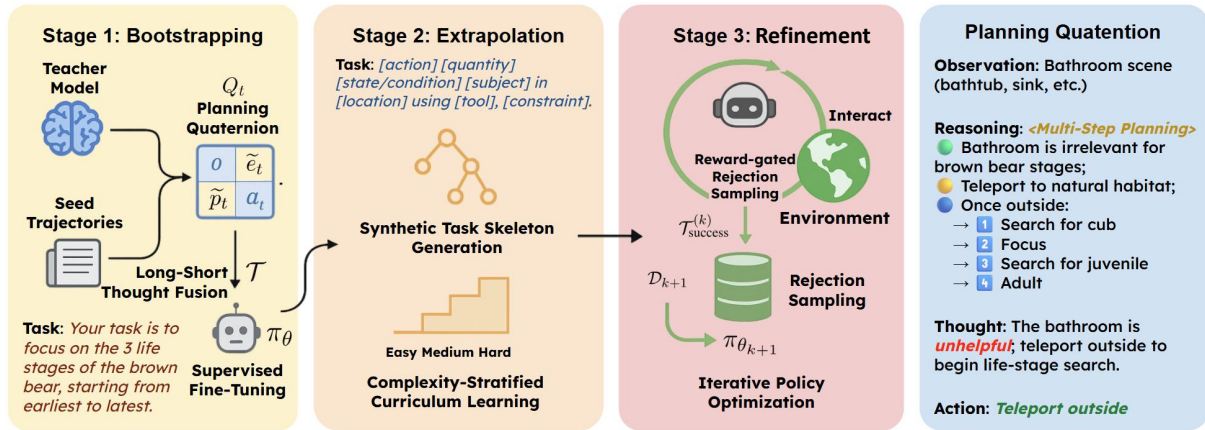 Stage 1: Bootstrapping
Teacher
Model
Q_t
Planning
Quaternion
o ẽ_t
p̃_t a_t
.
Seed
Trajectories
Long-Short
Thought Fusion
𝒯
π_θ
Task: Your task is to
focus on the 3 life
stages of the brown
bear, starting from
earliest to latest.
Supervised
Fine-Tuning
Stage 2: Extrapolation
Task: [action] [quantity]
[state/condition] [subject] in
[location] using [tool], [constraint].
Synthetic Task Skeleton
Generation
Easy Medium Hard
Complexity-Stratified
Curriculum Learning
Stage 3: Refinement
Interact
Reward-gated
Rejection
Sampling
Environment
𝒯_success^(k)
𝒟_{k+1}
Rejection
Sampling
π_{θ_{k+1}}
Iterative Policy
Optimization
Planning Quatention
Observation: Bathroom scene
(bathtub, sink, etc.)
Reasoning: <Multi-Step Planning>
Bathroom is irrelevant for
brown bear stages;
Teleport to natural habitat;
Once outside:
→ 1 Search for cub
→ 2 Focus
→ 3 Search for juvenile
→ 4 Adult
Thought: The bathroom is
unhelpful; teleport outside to
begin life-stage search.
Action: Teleport outside